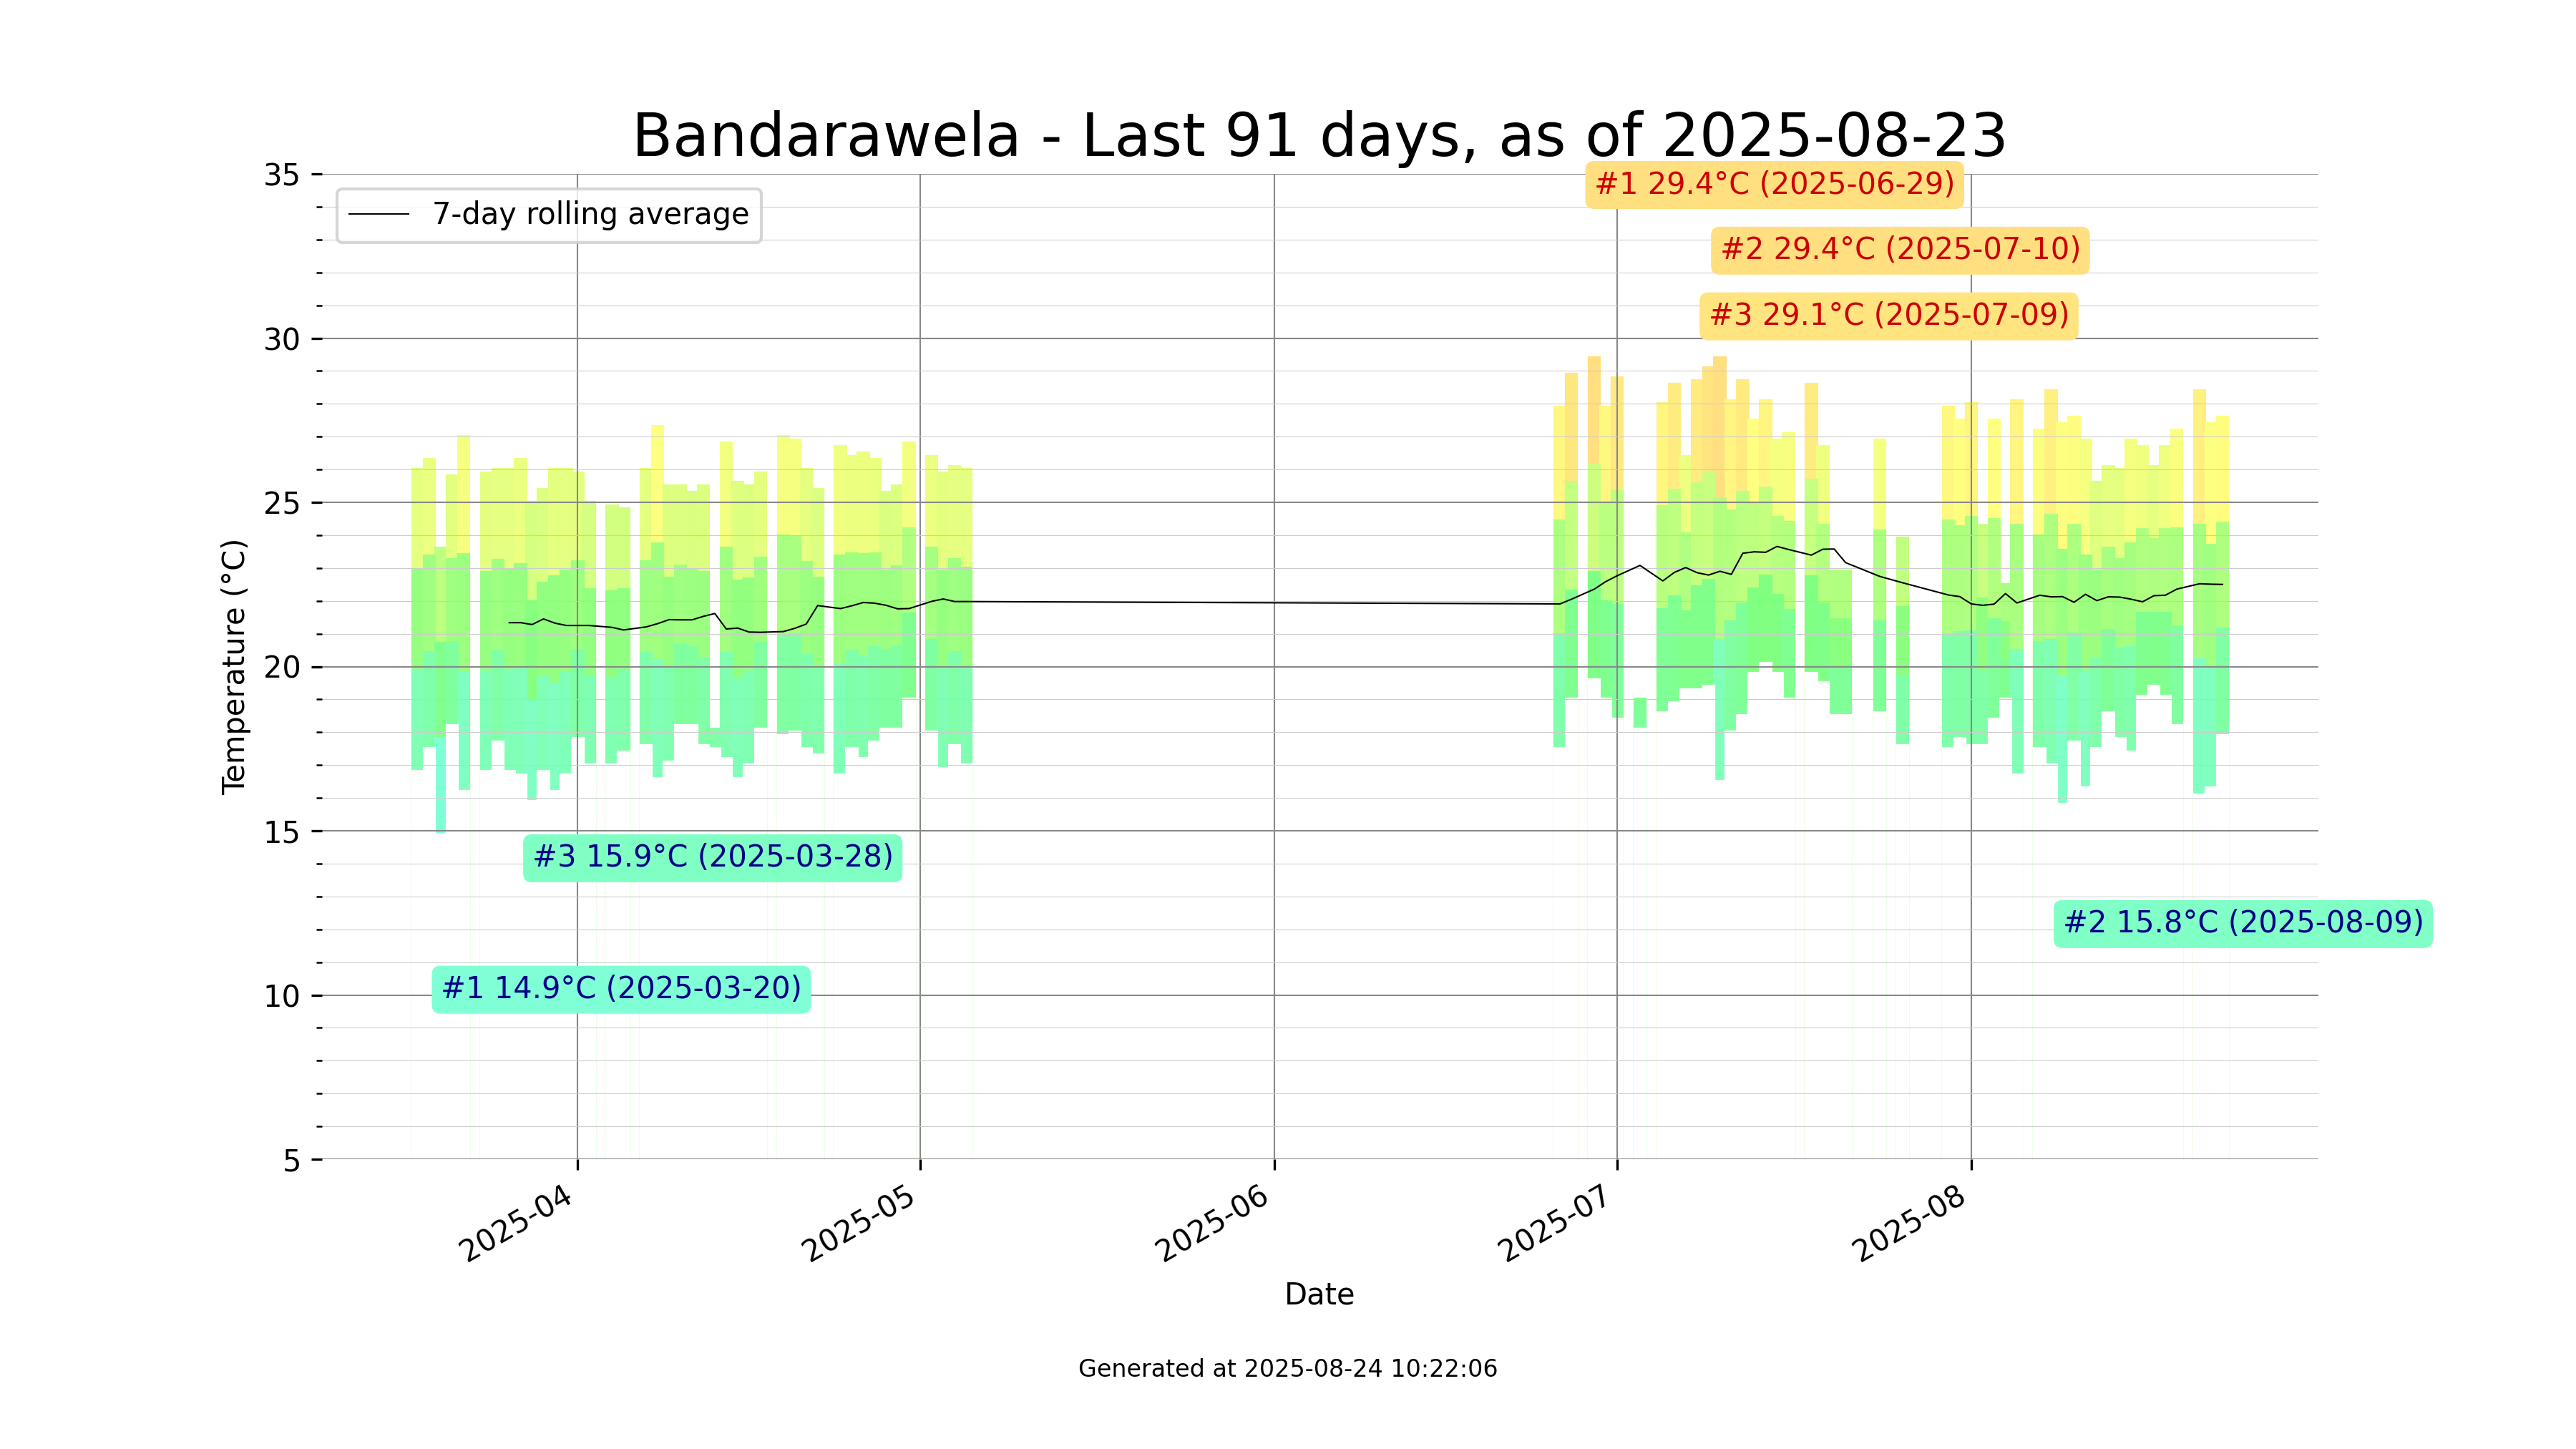 Bandarawela - Last 91 days, as of 2025-08-23
35
#1 29.4°C (2025-06-29)
7-day rolling average
#2 29.4°C (2025-07-10)
#3 29.1°C (2025-07-09)
30
25
Temperature (°C)
20
15
#3 15.9°C (2025-03-28)
#2 15.8°C (2025-08-09)
#1 14.9°C (2025-03-20)
10
5
2025-04
2025-05
2025-06
2025-07
2025-08
Date
Generated at 2025-08-24 10:22:06